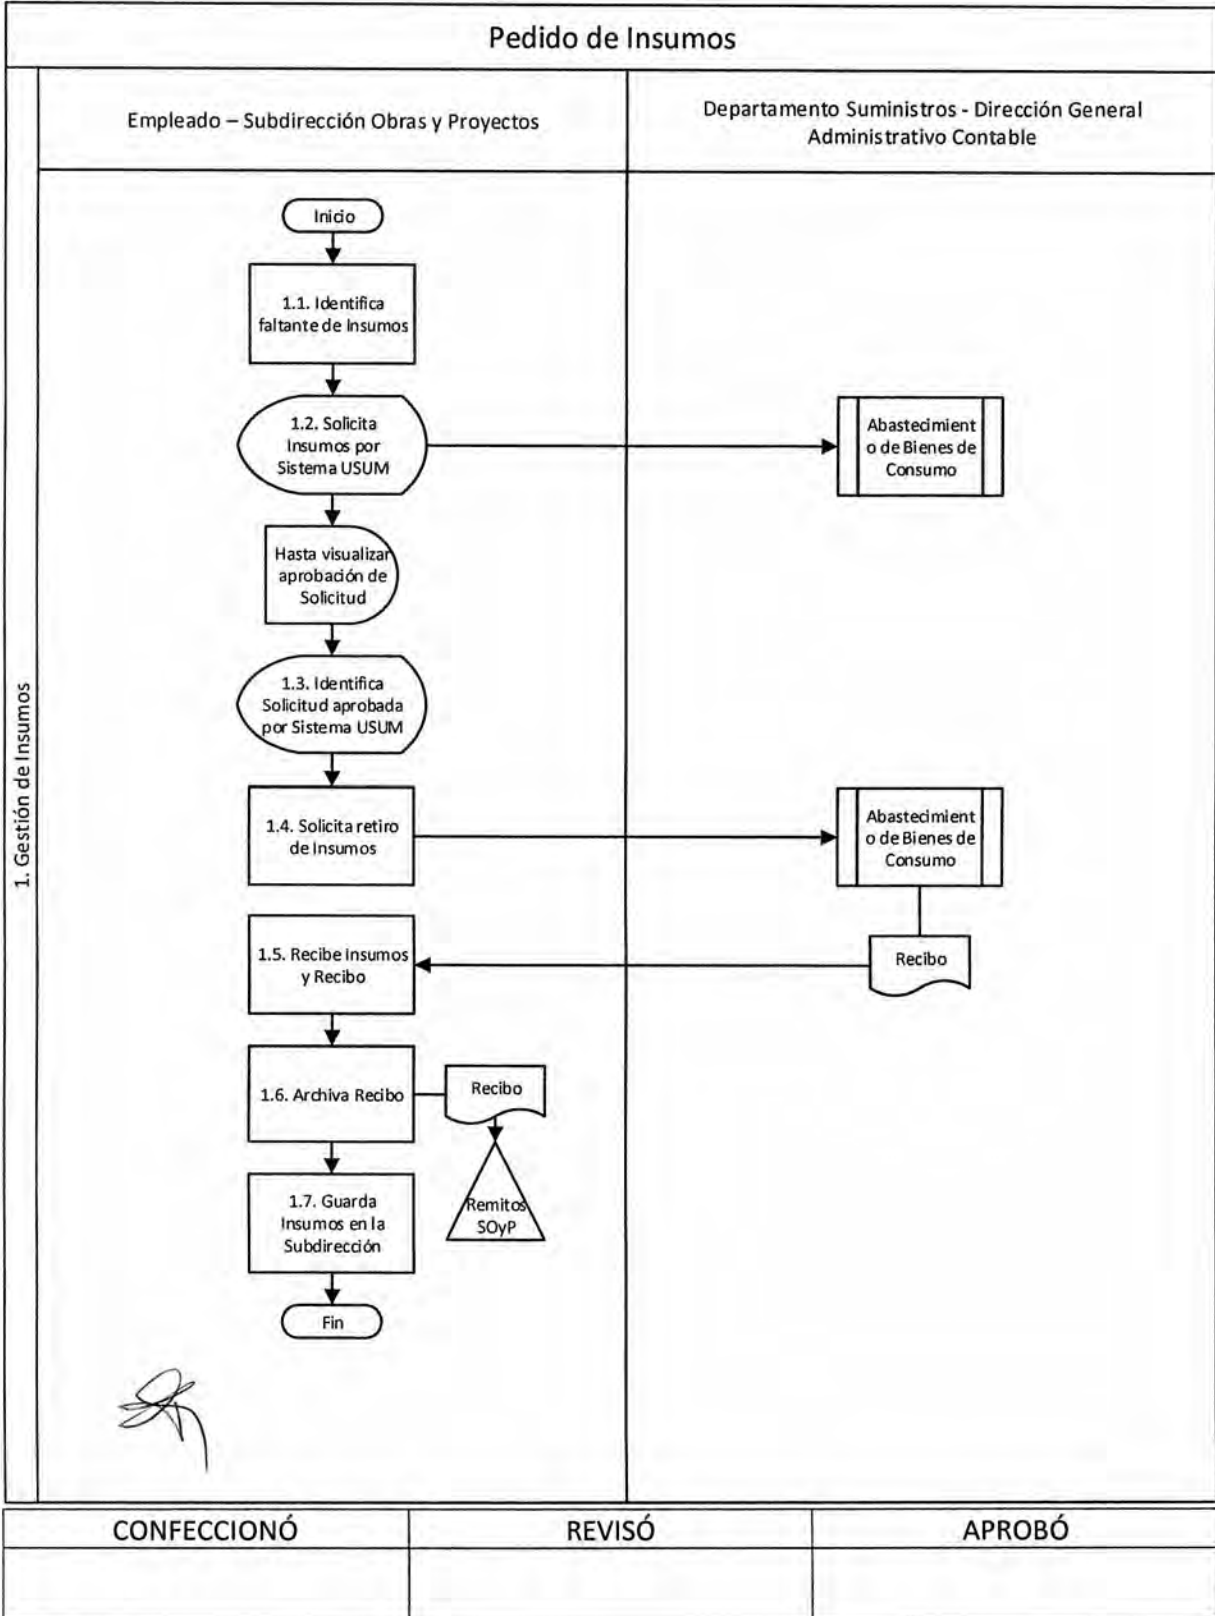 Pedido de Insumos
Empleado – Subdirección Obras y Proyectos
Departamento Suministros - Dirección General
Administrativo Contable
1. Gestión de Insumos
Inicio
1.1. Identifica
faltante de Insumos
1.2. Solicita
Insumos por
Sistema USUM
Abastecimient
o de Bienes de
Consumo
Hasta visualizar
aprobación de
Solicitud
1.3. Identifica
Solicitud aprobada
por Sistema USUM
1.4. Solicita retiro
de Insumos
Abastecimient
o de Bienes de
Consumo
1.5. Recibe Insumos
y Recibo
Recibo
1.6. Archiva Recibo
Recibo
Remitos
SOyP
1.7. Guarda
Insumos en la
Subdirección
Fin
CONFECCIONÓ
REVISÓ
APROBÓ